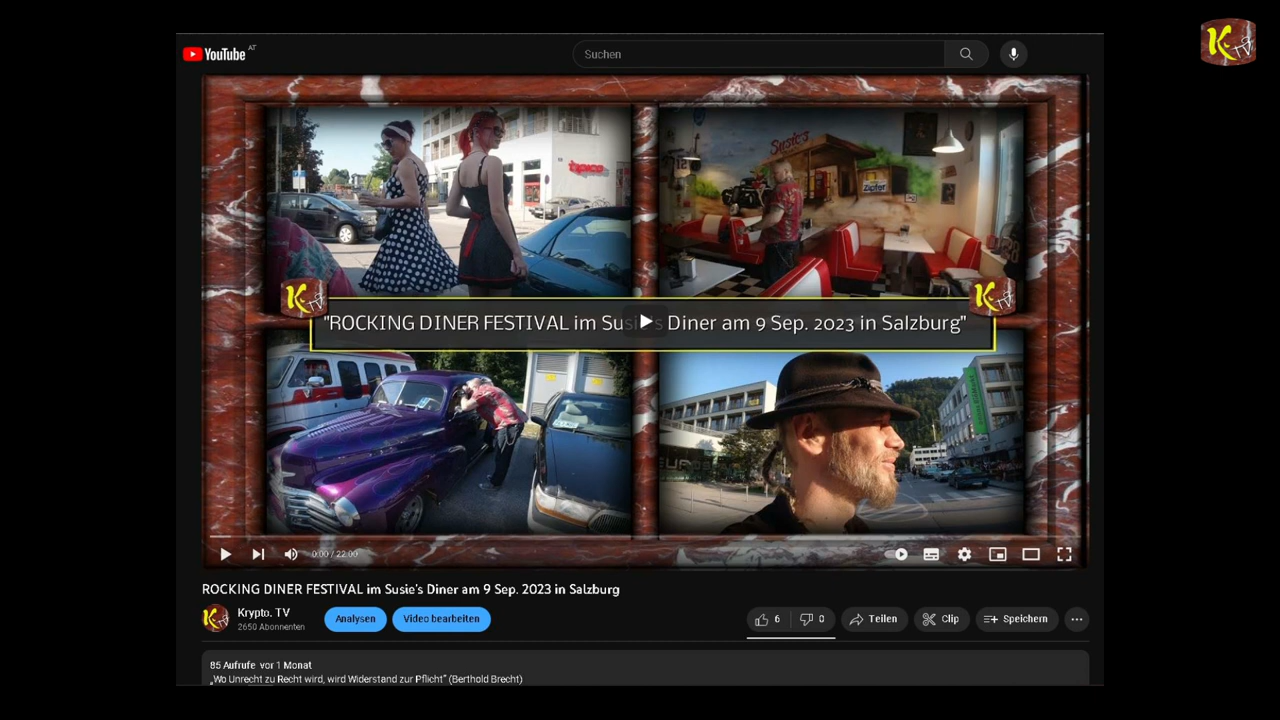 YouTube AT
Suchen
tipico
Susie's
Zipfer
"ROCKING DINER FESTIVAL im Susie's Diner am 9 Sep. 2023 in Salzburg"
0:00 / 22:00
ROCKING DINER FESTIVAL im Susie's Diner am 9 Sep. 2023 in Salzburg
Krypto. TV
2650 Abonnenten
Analysen
Video bearbeiten
6
0
Teilen
Clip
Speichern
85 Aufrufe vor 1 Monat
„Wo Unrecht zu Recht wird, wird Widerstand zur Pflicht" (Berthold Brecht)